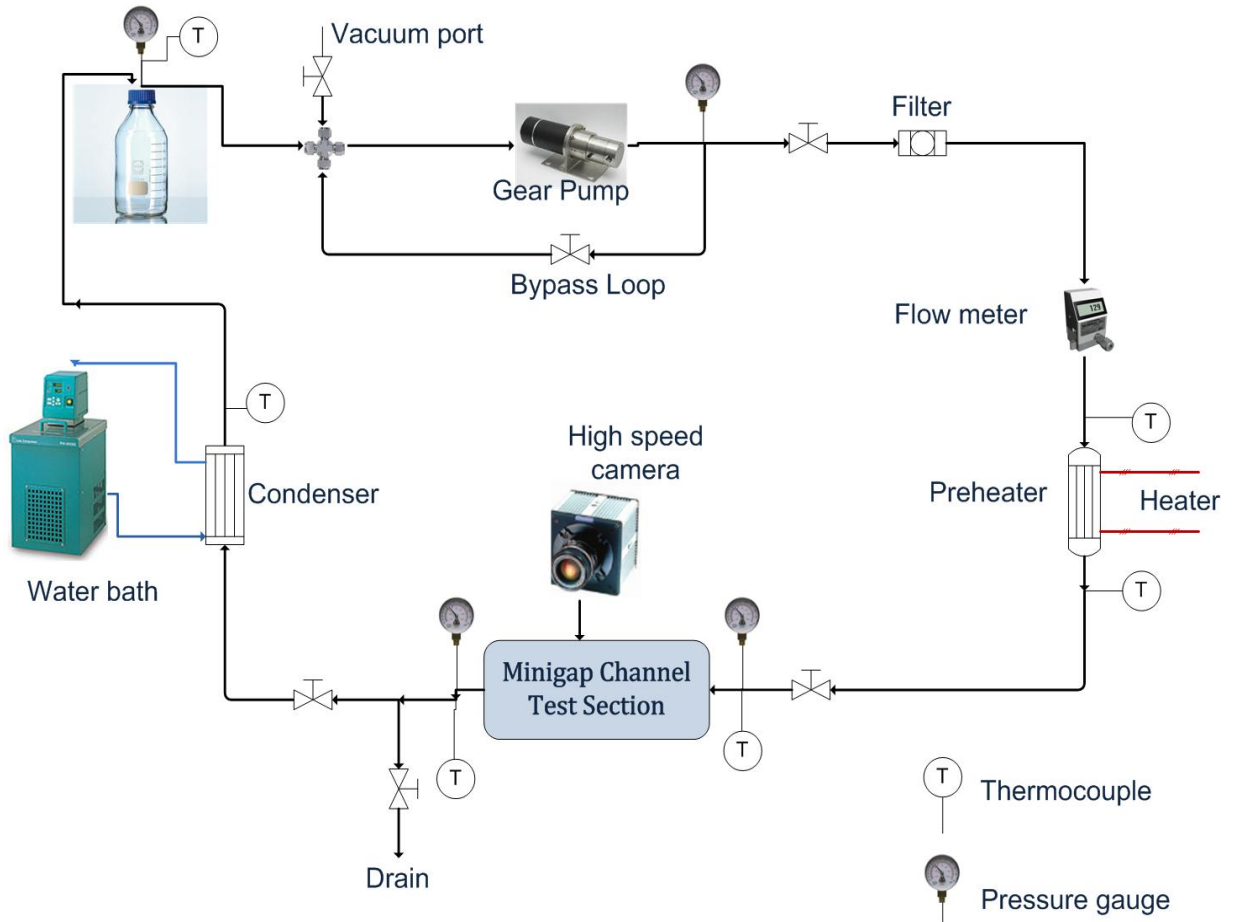 T
Vacuum port
Filter
Gear Pump
Bypass Loop
Flow meter
T
T
High speed
camera
Condenser
Preheater
Heater
Water bath
T
Minigap Channel
Test Section
T
T
T
Thermocouple
Drain
Pressure gauge